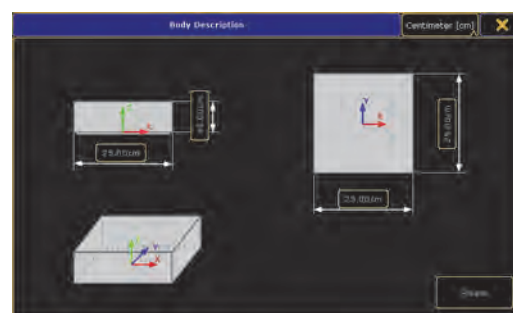 Body Description
Centimeter [cm]
X
Y
X
25.00cm
25.00cm
25.00cm
Y
X